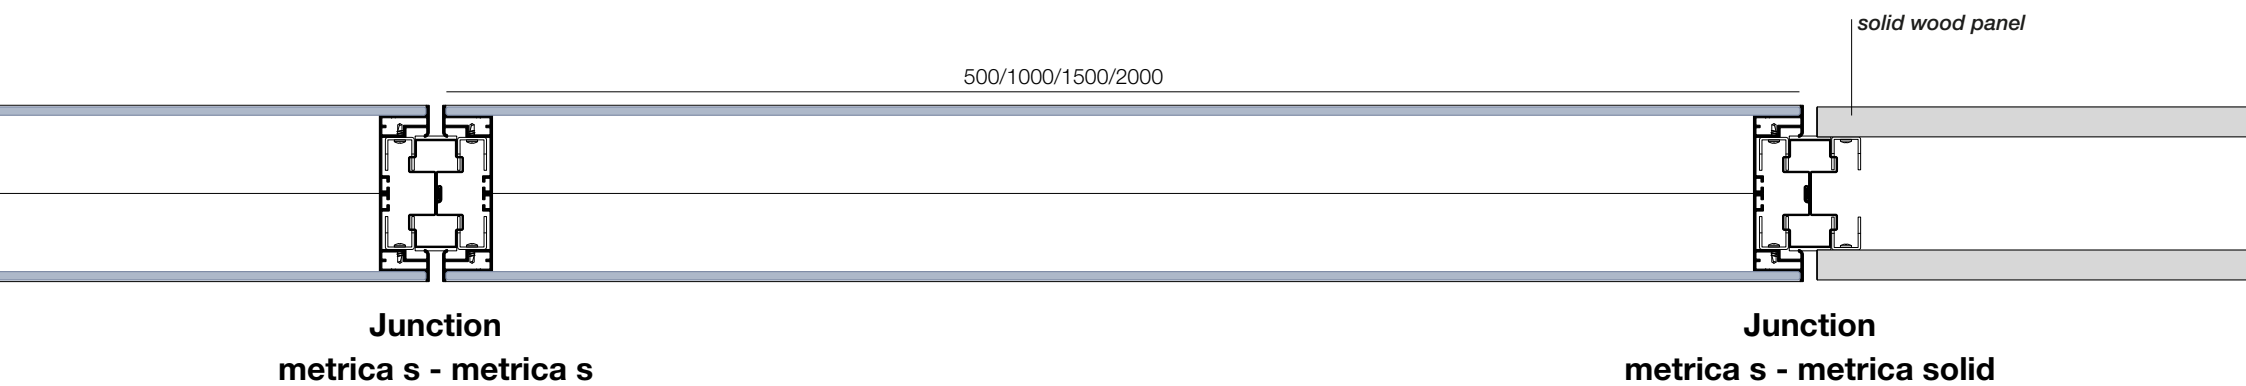 solid wood panel
500/1000/1500/2000
Junction
metrica s - metrica s
Junction
metrica s - metrica solid